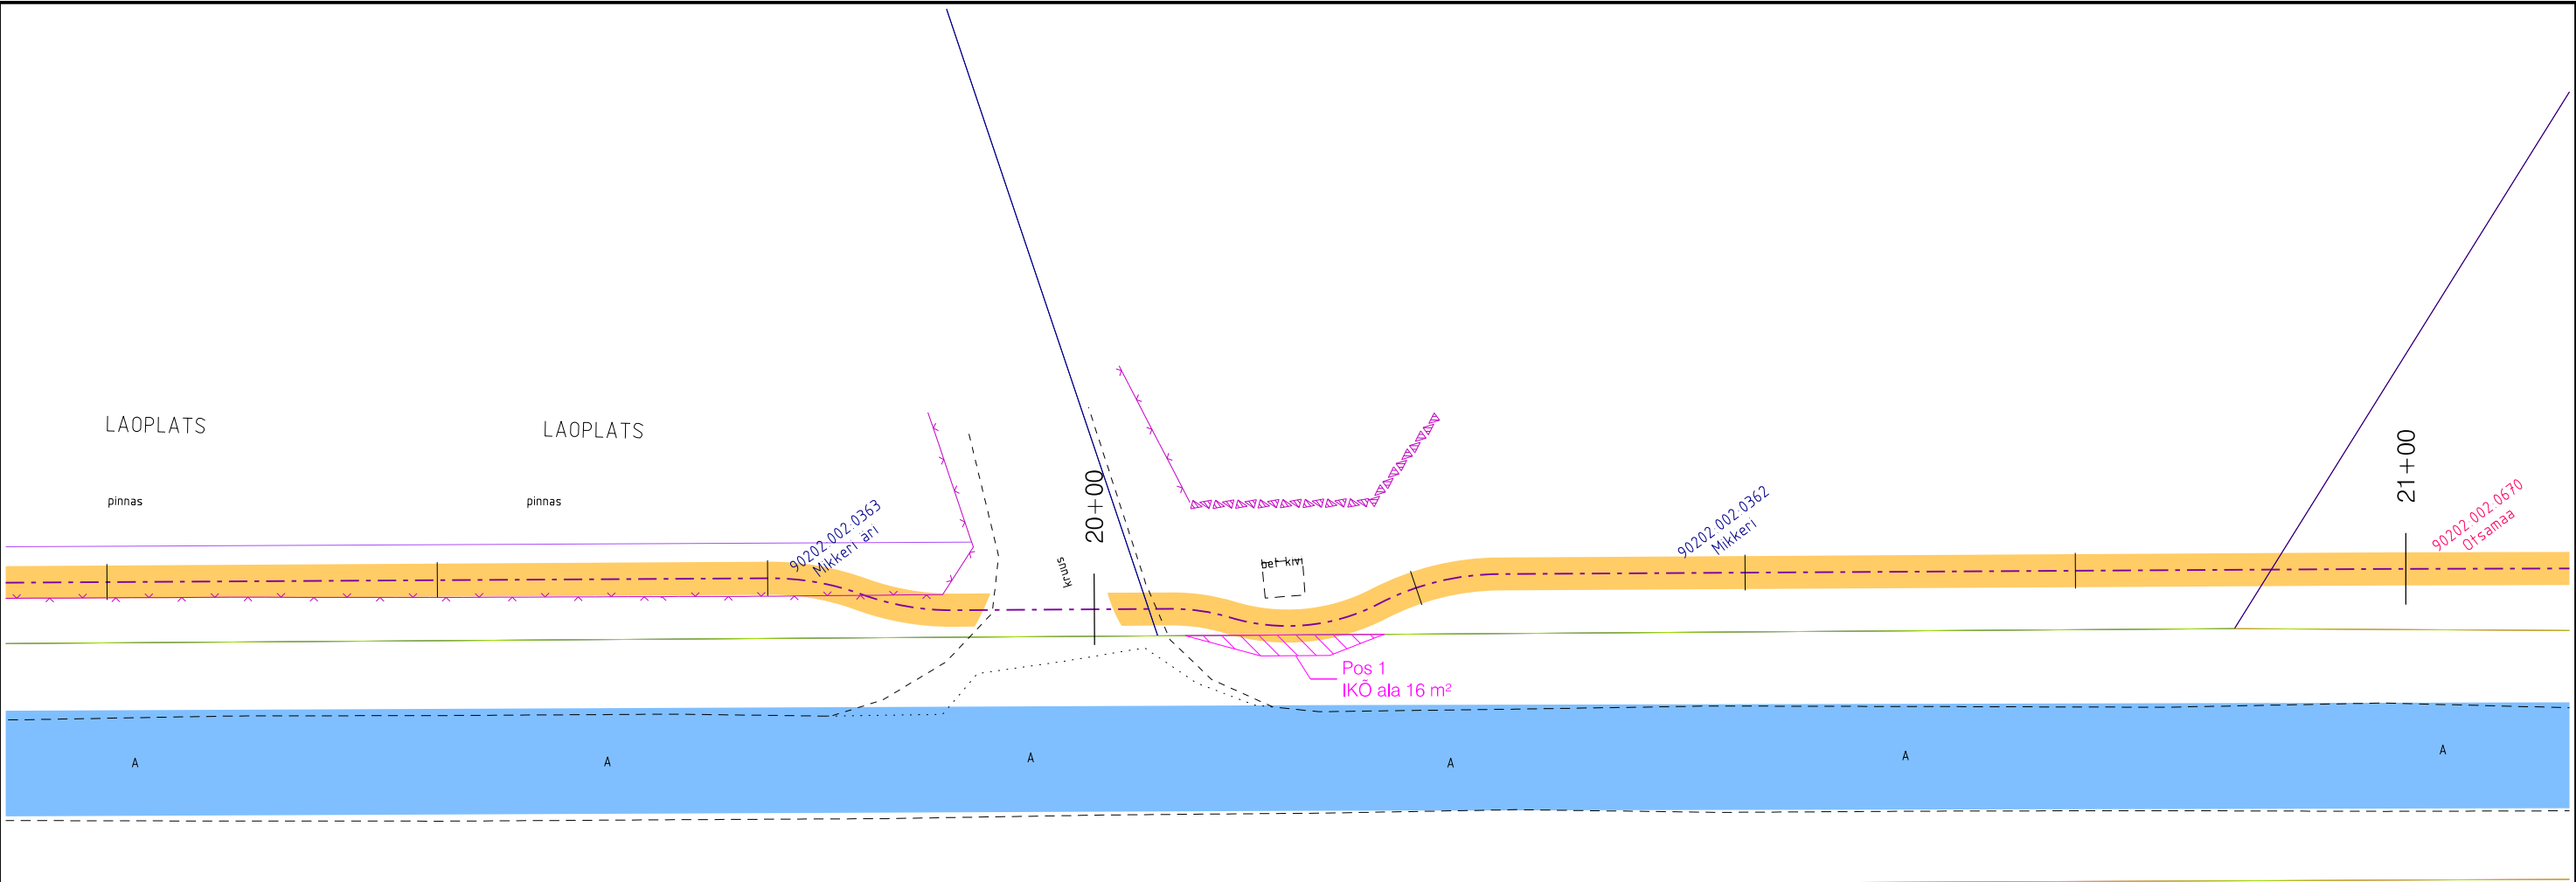 LAOPLATS
LAOPLATS
pinnas
pinnas
90202:002:0363
Mikkeri äri
20+00
kruus
bet kivi
90202:002:0362
Mikkeri
21+00
90202:002:0670
Otsamaa
Pos 1
IKÕ ala 16 m²
A
A
A
A
A
A